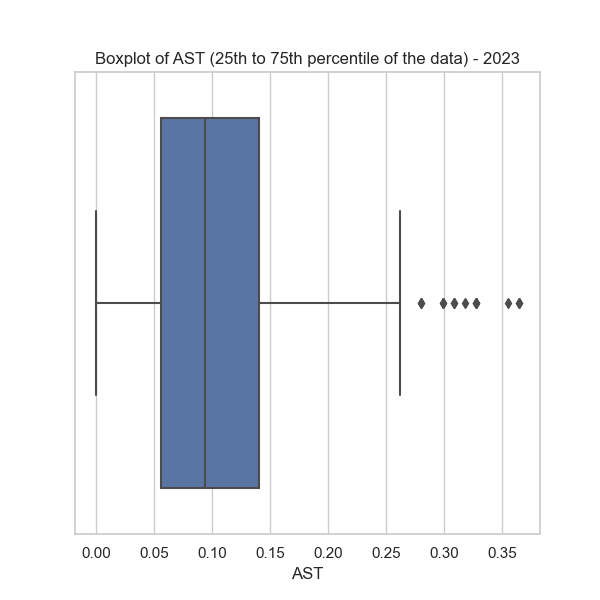 Boxplot of AST (25th to 75th percentile of the data) - 2023
0.00 0.05 0.10 0.15 0.20 0.25 0.30 0.35
AST